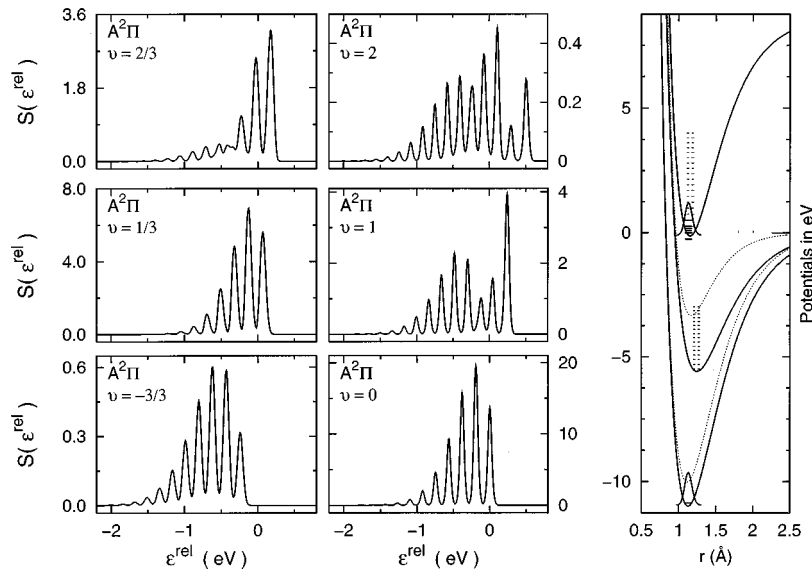 3.6
1.8
0.0
S( ε^rel )
A²Π
υ = 2/3
A²Π
υ = 2
0.4
0.2
0
8.0
4.0
0.0
S( ε^rel )
A²Π
υ = 1/3
A²Π
υ = 1
4
2
0
0.6
0.3
0.0
S( ε^rel )
A²Π
υ = −3/3
A²Π
υ = 0
20
10
0
−2 −1 0
−2 −1 0
ε^rel ( eV )
ε^rel ( eV )
5
0
−5
−10
0.5 1 1.5 2 2.5
r (Å)
Potentials in eV